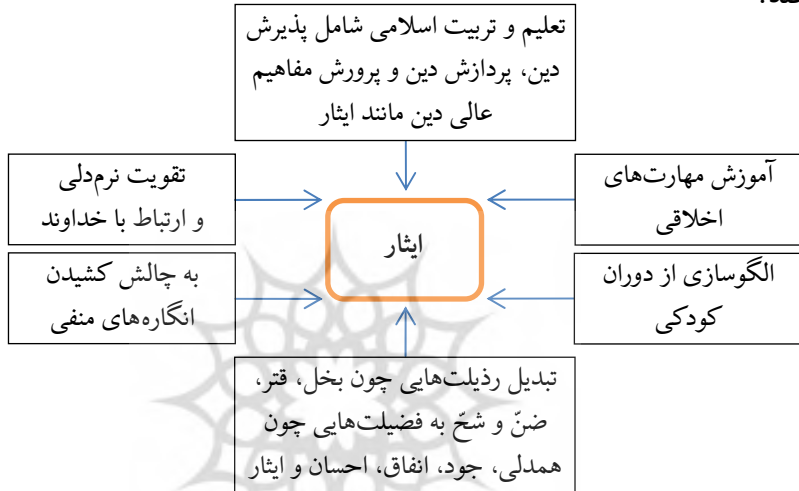 تعلیم و تربیت اسلامی شامل پذیرش
دین، پردازش دین و پرورش مفاهیم
عالی دین مانند ایثار
آموزش مهارت‌های
اخلاقی
تقویت نرم‌دلی
و ارتباط با خداوند
ایثار
الگوسازی از دوران
کودکی
به چالش کشیدن
انگاره‌های منفی
تبدیل رذیلت‌هایی چون بخل، قتر،
ضنّ و شحّ به فضیلت‌هایی چون
همدلی، جود، انفاق، احسان و ایثار